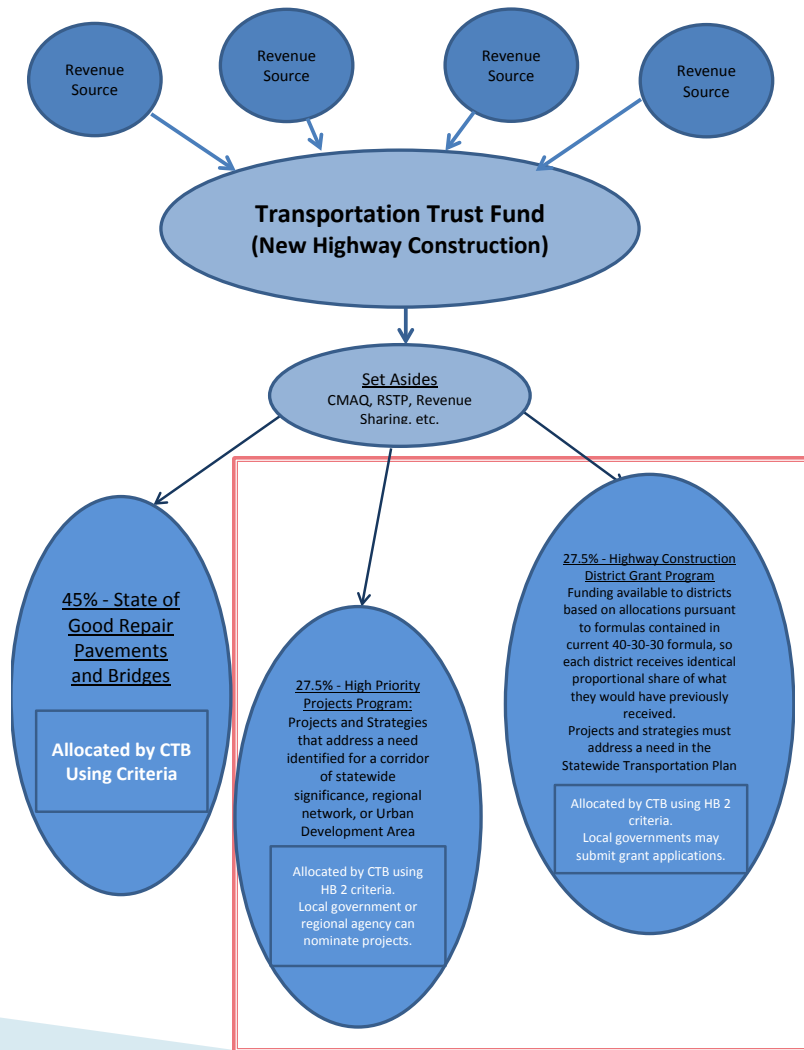 Revenue
Source
Revenue
Source
Revenue
Source
Revenue
Source
Transportation Trust Fund
(New Highway Construction)
Set Asides
CMAQ, RSTP, Revenue
Sharing, etc.
45% - State of
Good Repair
Pavements
and Bridges
Allocated by CTB
Using Criteria
27.5% - High Priority
Projects Program:
Projects and Strategies
that address a need
identified for a corridor
of statewide
significance, regional
network, or Urban
Development Area
Allocated by CTB using
HB 2 criteria.
Local government or
regional agency can
nominate projects.
27.5% - Highway Construction
District Grant Program
Funding available to districts
based on allocations pursuant
to formulas contained in
current 40-30-30 formula, so
each district receives identical
proportional share of what
they would have previously
received.
Projects and strategies must
address a need in the
Statewide Transportation Plan
Allocated by CTB using HB 2
criteria.
Local governments may
submit grant applications.